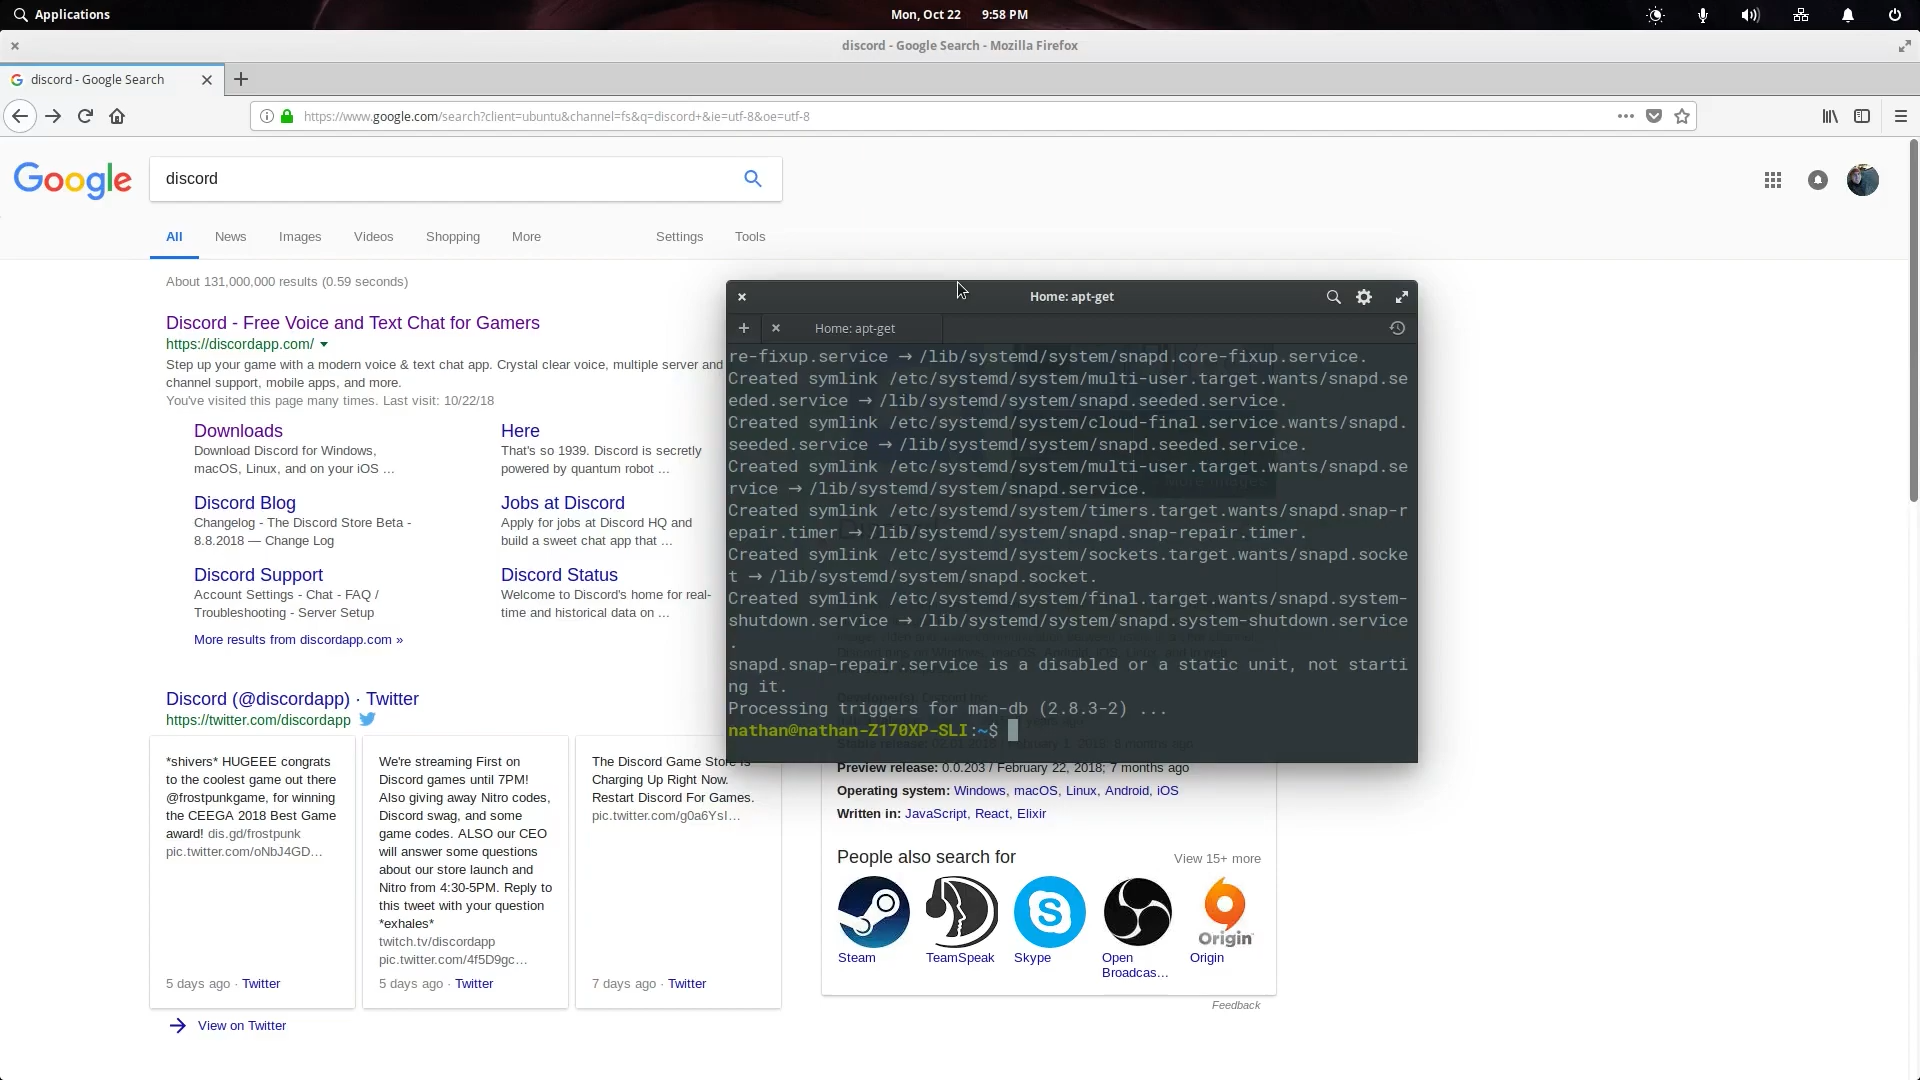 Applications
Mon, Oct 22 9:58 PM
discord - Google Search - Mozilla Firefox
discord - Google Search
https://www.google.com/search?client=ubuntu&channel=fs&q=discord+&ie=utf-8&oe=utf-8
Google
discord
All News Images Videos Shopping More Settings Tools
About 131,000,000 results (0.59 seconds)
Discord - Free Voice and Text Chat for Gamers
https://discordapp.com/
Step up your game with a modern voice & text chat app. Crystal clear voice, multiple server and
channel support, mobile apps, and more.
You've visited this page many times. Last visit: 10/22/18
Downloads
Download Discord for Windows,
macOS, Linux, and on your iOS ...
Here
That's so 1939. Discord is secretly
powered by quantum robot ...
Discord Blog
Changelog - The Discord Store Beta -
8.8.2018 — Change Log
Jobs at Discord
Apply for jobs at Discord HQ and
build a sweet chat app that ...
Discord Support
Account Settings - Chat - FAQ /
Troubleshooting - Server Setup
Discord Status
Welcome to Discord's home for real-
time and historical data on ...
More results from discordapp.com »
Discord (@discordapp) · Twitter
https://twitter.com/discordapp
*shivers* HUGEEE congrats
to the coolest game out there
@frostpunkgame, for winning
the CEEGA 2018 Best Game
award! dis.gd/frostpunk
pic.twitter.com/oNbJ4GD...
5 days ago · Twitter
We're streaming First on
Discord games until 7PM!
Also giving away Nitro codes,
Discord swag, and some
game codes. ALSO our CEO
will answer some questions
about our store launch and
Nitro from 4:30-5PM. Reply to
this tweet with your question
*exhales*
twitch.tv/discordapp
pic.twitter.com/4f5D9gc...
5 days ago · Twitter
The Discord Game Store Is
Charging Up Right Now.
Restart Discord For Games.
pic.twitter.com/g0a6YsI...
7 days ago · Twitter
View on Twitter
Home: apt-get
Home: apt-get
re-fixup.service → /lib/systemd/system/snapd.core-fixup.service.
Created symlink /etc/systemd/system/multi-user.target.wants/snapd.se
eded.service → /lib/systemd/system/snapd.seeded.service.
Created symlink /etc/systemd/system/cloud-final.service.wants/snapd.
seeded.service → /lib/systemd/system/snapd.seeded.service.
Created symlink /etc/systemd/system/multi-user.target.wants/snapd.se
rvice → /lib/systemd/system/snapd.service.
Created symlink /etc/systemd/system/timers.target.wants/snapd.snap-r
epair.timer → /lib/systemd/system/snapd.snap-repair.timer.
Created symlink /etc/systemd/system/sockets.target.wants/snapd.socke
t → /lib/systemd/system/snapd.socket.
Created symlink /etc/systemd/system/final.target.wants/snapd.system-
shutdown.service → /lib/systemd/system/snapd.system-shutdown.service
.
snapd.snap-repair.service is a disabled or a static unit, not starti
ng it.
Processing triggers for man-db (2.8.3-2) ...
nathan@nathan-Z170XP-SLI:~$
Preview release: 0.0.203 / February 22, 2018; 7 months ago
Operating system: Windows, macOS, Linux, Android, iOS
Written in: JavaScript, React, Elixir
People also search for
View 15+ more
Origin
Steam
TeamSpeak
Skype
Open
Broadcas...
Origin
Feedback